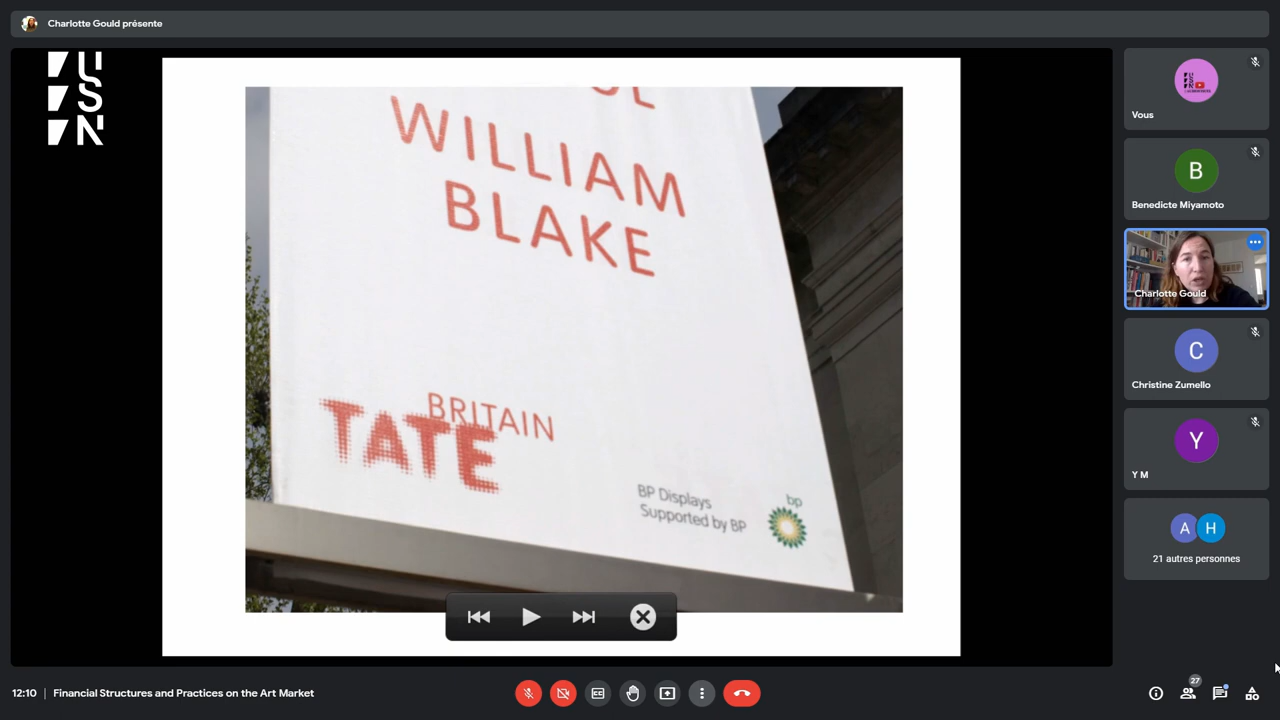 Charlotte Gould présente
USN
WILLIAM
BLAKE
BRITAIN
TATE
bp
BP Displays
Supported by BP
Vous
B
Benedicte Miyamoto
Charlotte Gould
C
Christine Zumello
Y
Y M
A H
21 autres personnes
12:10 | Financial Structures and Practices on the Art Market
27